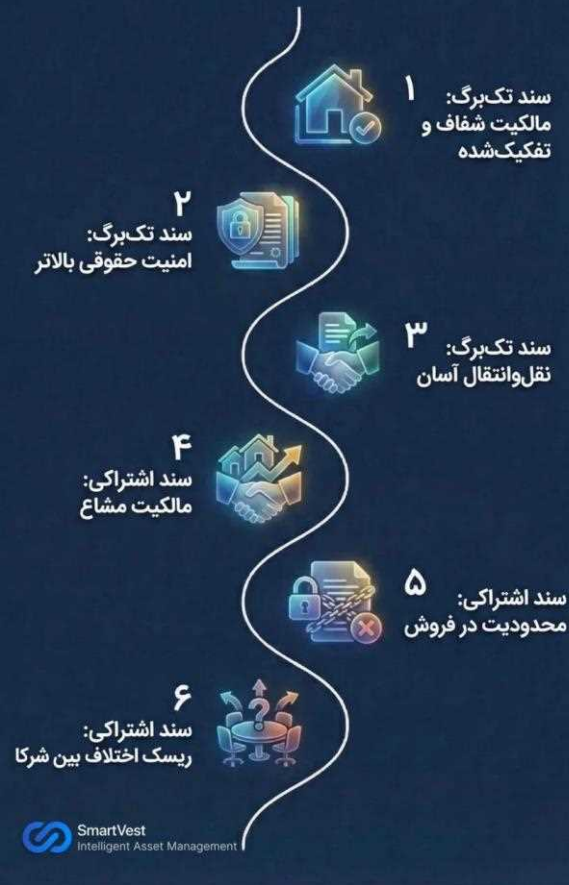 ۱
سند تک‌برگ:
مالکیت شفاف و
تفکیک‌شده
۲
سند تک‌برگ:
امنیت حقوقی بالاتر
۳
سند تک‌برگ:
نقل‌وانتقال آسان
۴
سند اشتراکی:
مالکیت مشاع
۵
سند اشتراکی:
محدودیت در فروش
۶
سند اشتراکی:
ریسک اختلاف بین شرکا
SmartVest
Intelligent Asset Management